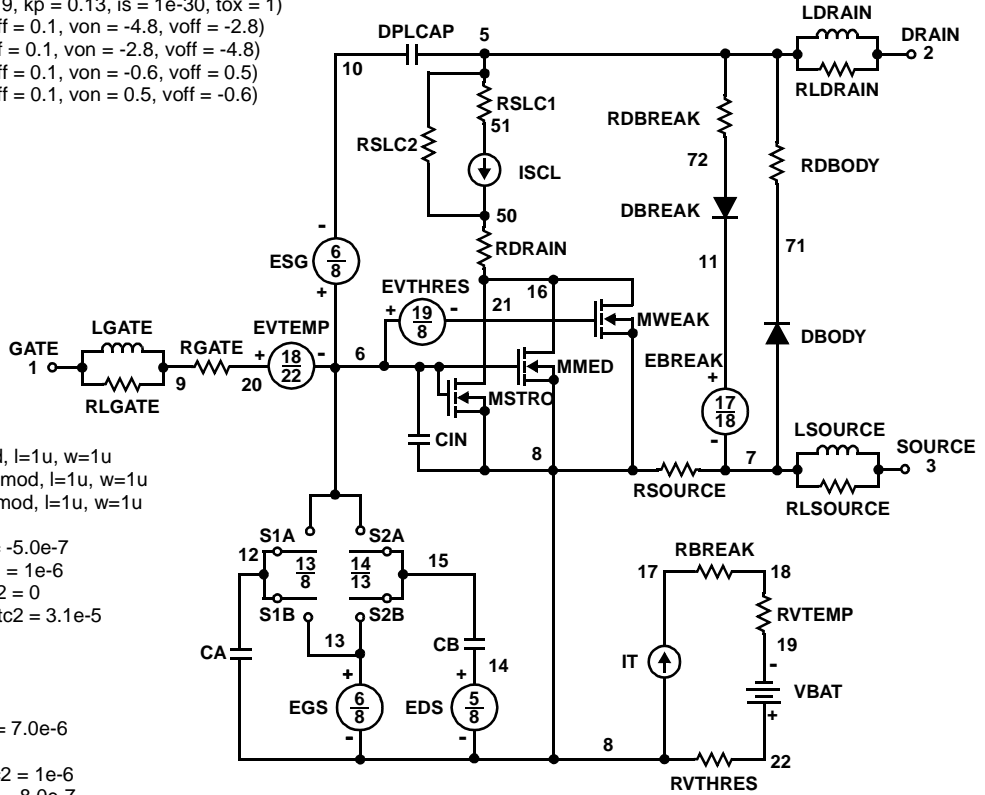 9, kp = 0.13, is = 1e-30, tox = 1)
ff = 0.1, von = -4.8, voff = -2.8)
f = 0.1, von = -2.8, voff = -4.8)
ff = 0.1, von = -0.6, voff = 0.5)
ff = 0.1, von = 0.5, voff = -0.6)
LDRAIN
DRAIN
2
RLDRAIN
DPLCAP
5
10
RSLC1
51
RSLC2
ISCL
50
RDBREAK
72
RDBODY
DBREAK
71
11
RDRAIN
-
ESG
6
8
+
EVTHRES
+
19
8
-
16
21
MWEAK
EBREAK
+
17
18
-
DBODY
LGATE
GATE
1
RLGATE
9
RGATE
20
EVTEMP
+
18
22
-
6
MMED
MSTRO
CIN
8
RSOURCE
7
LSOURCE
SOURCE
3
RLSOURCE
d, l=1u, w=1u
mod, l=1u, w=1u
mod, l=1u, w=1u
= -5.0e-7
= 1e-6
2 = 0
tc2 = 3.1e-5
= 7.0e-6
c2 = 1e-6
S1A
S2A
12
13
8
14
13
15
S1B
S2B
13
CA
CB
14
+
EGS
6
8
-
+
EDS
5
8
-
8
RBREAK
17
18
RVTEMP
19
IT
-
VBAT
+
22
RVTHRES